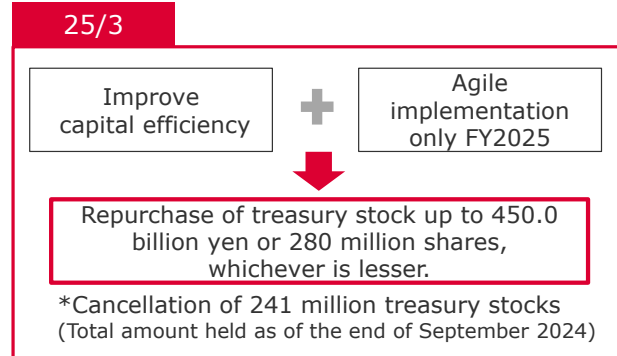 25/3
Improve
capital efficiency
Agile
implementation
only FY2025
Repurchase of treasury stock up to 450.0
billion yen or 280 million shares,
whichever is lesser.
*Cancellation of 241 million treasury stocks
(Total amount held as of the end of September 2024)